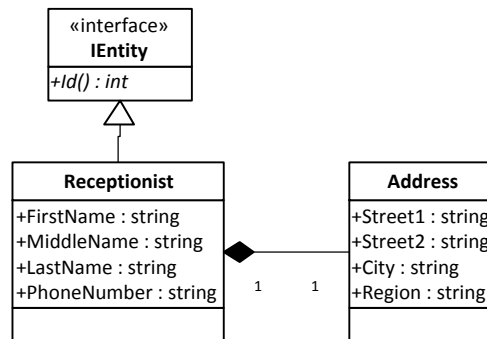 «interface»
IEntity
+Id() : int
Receptionist
+FirstName : string
+MiddleName : string
+LastName : string
+PhoneNumber : string
Address
+Street1 : string
+Street2 : string
+City : string
+Region : string
1
1